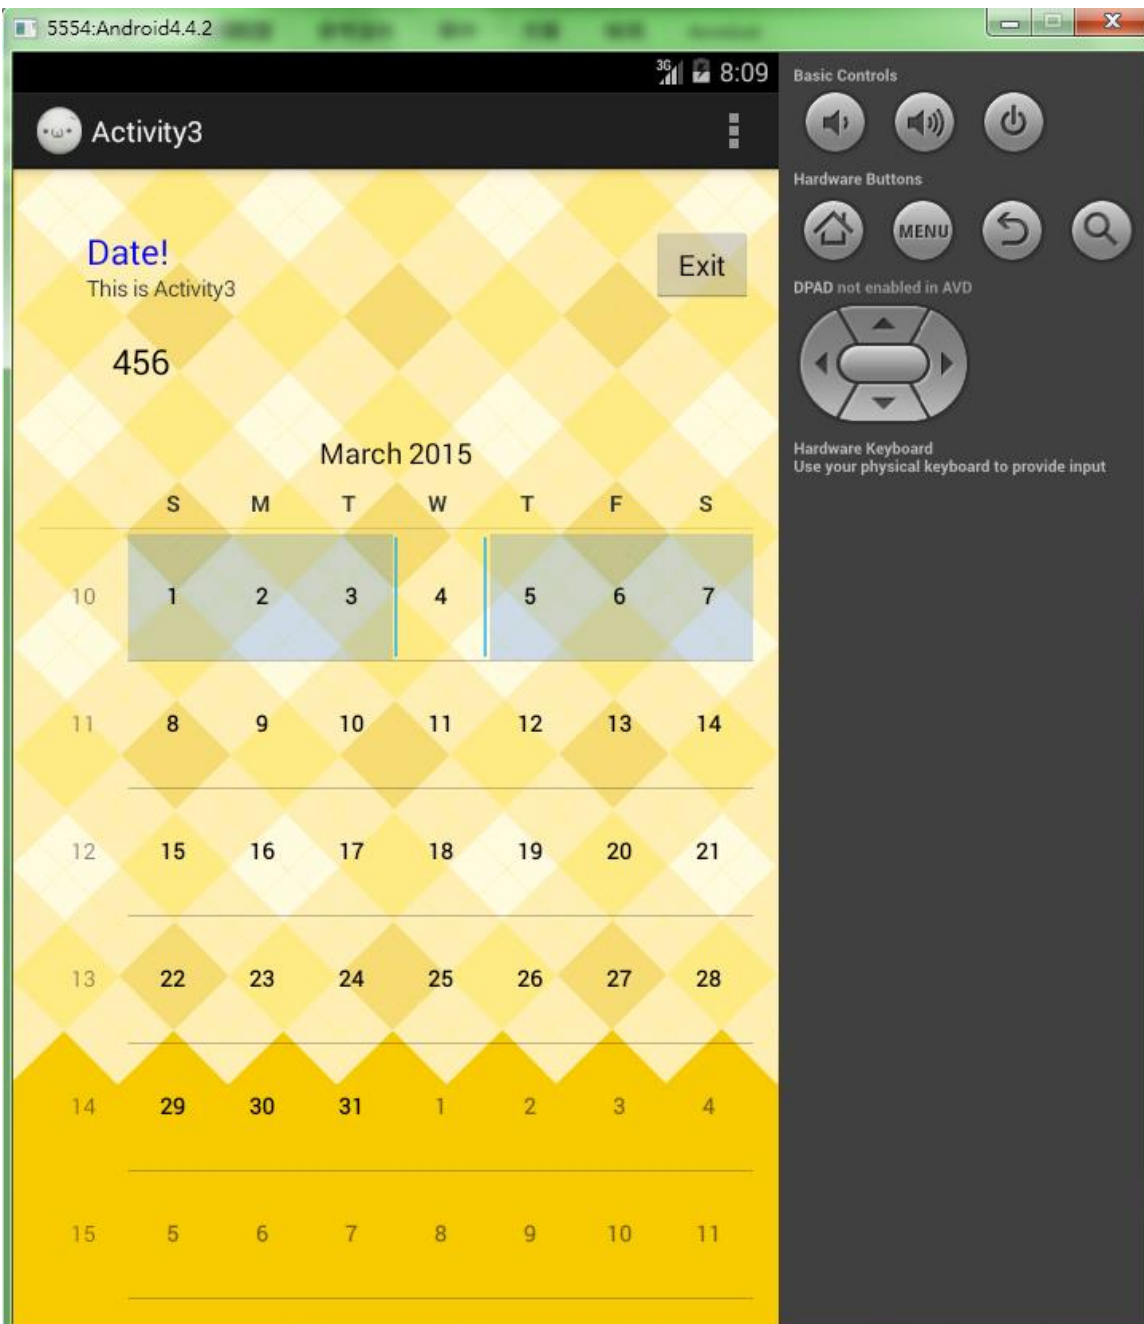 5554:Android4.4.2
3G 8:09
Activity3
Date!
This is Activity3
Exit
456
March 2015
S M T W T F S
10 1 2 3 4 5 6 7
11 8 9 10 11 12 13 14
12 15 16 17 18 19 20 21
13 22 23 24 25 26 27 28
14 29 30 31 1 2 3 4
15 5 6 7 8 9 10 11
Basic Controls
Hardware Buttons
MENU
DPAD not enabled in AVD
Hardware Keyboard
Use your physical keyboard to provide input